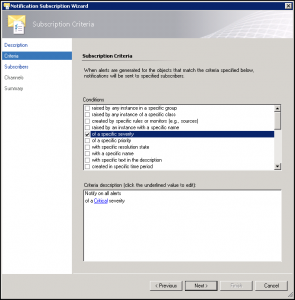 Notification Subscription Wizard
Subscription Criteria
Description
Criteria
Subscribers
Channels
Summary
Subscription Criteria
When alerts are generated for the objects that match the criteria specified below, notifications will be sent to specified subscribers.
Conditions
raised by any instance in a specific group
raised by any instance of a specific class
created by specific rules or monitors (e.g., sources)
raised by an instance with a specific name
of a specific severity
of a specific priority
with specific resolution state
with a specific name
with specific text in the description
created in specific time period
Criteria description (click the underlined value to edit):
Notify on all alerts
of a Critical severity
< Previous
Next >
Finish
Cancel